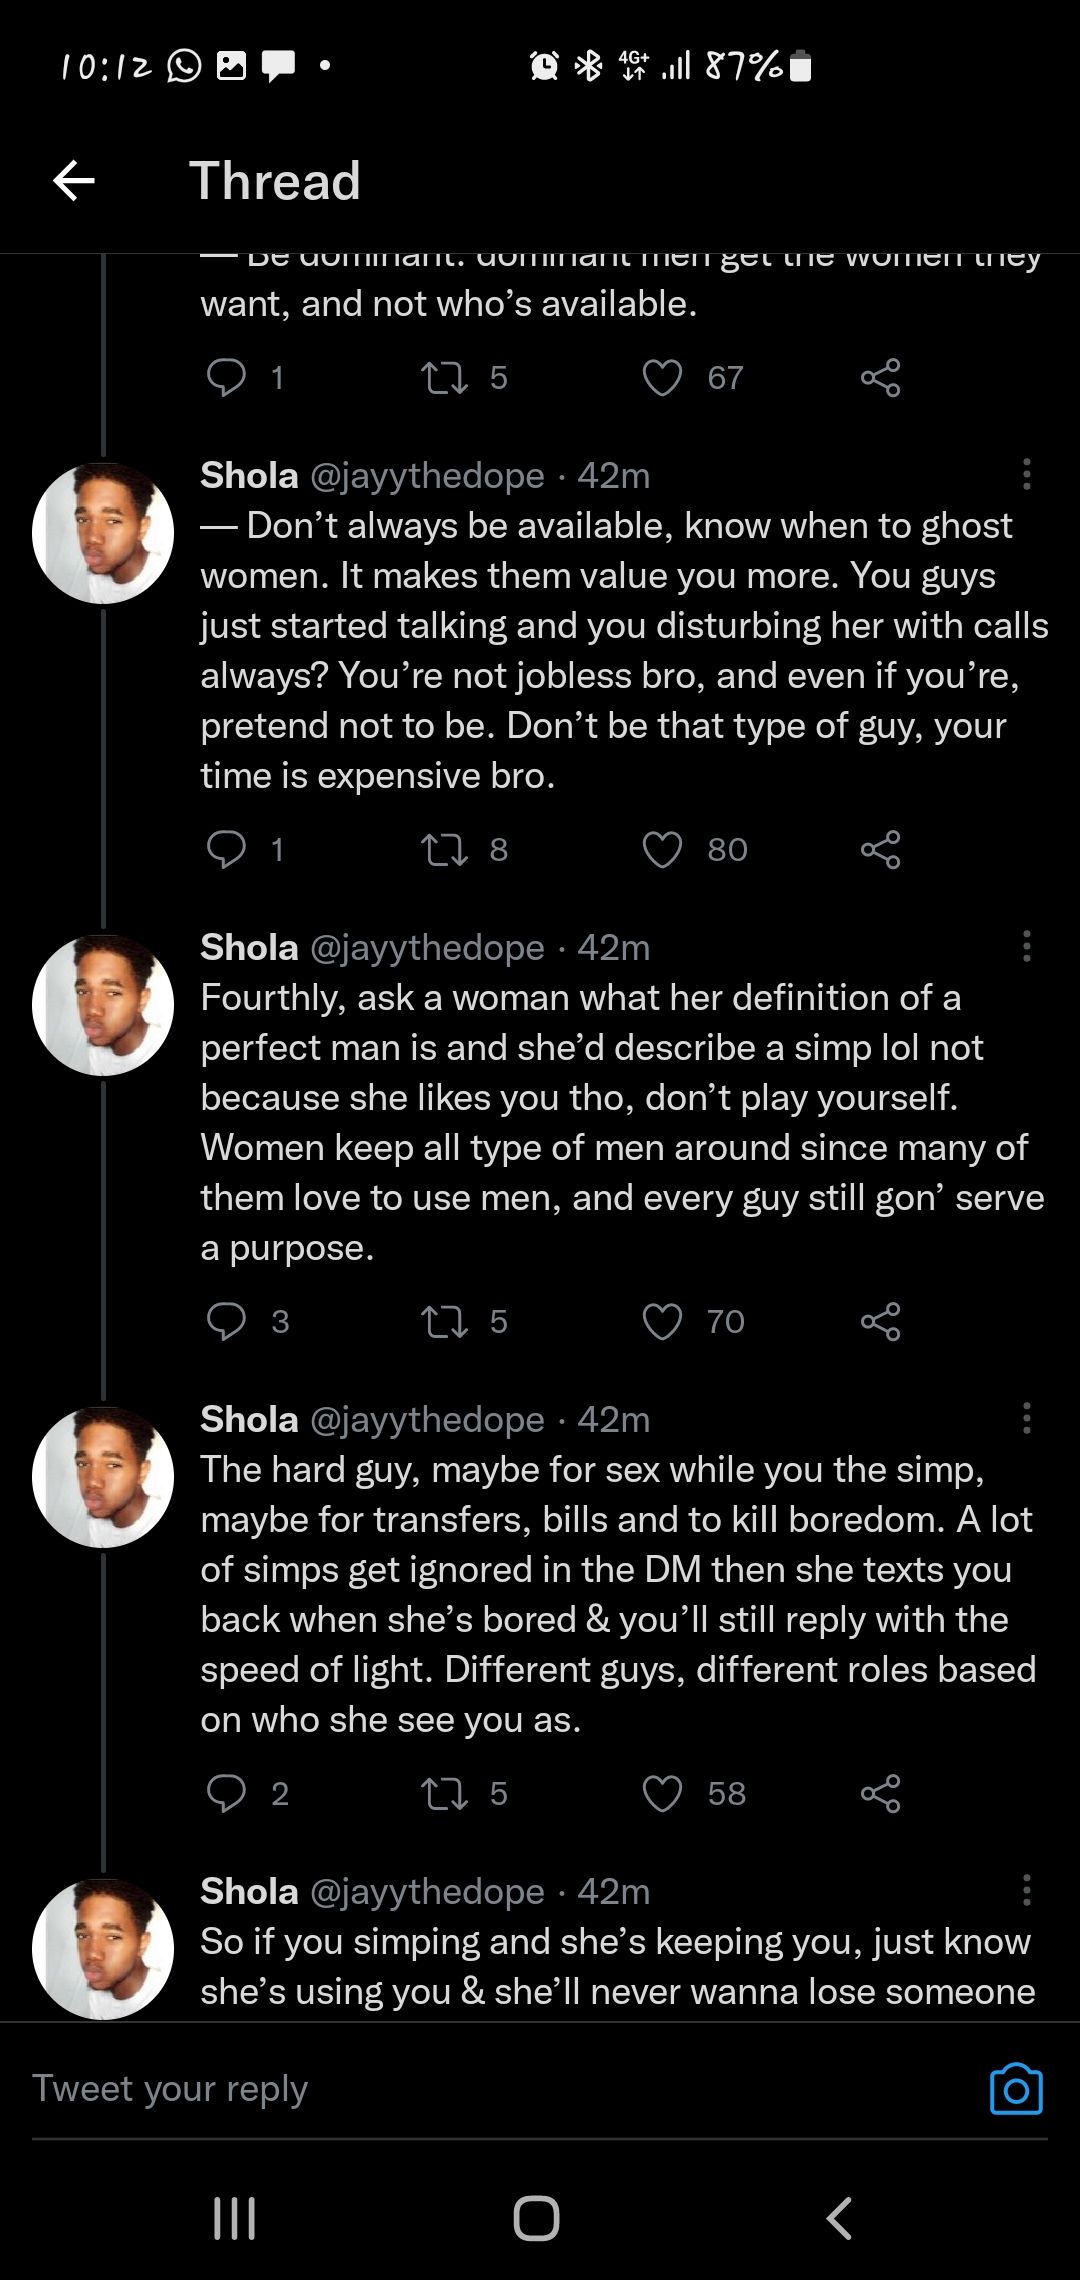 10:12
4G+
87%
Thread
— Be dominant: dominant men get the women they
want, and not who's available.
1 5 67
Shola @jayythedope · 42m
— Don't always be available, know when to ghost
women. It makes them value you more. You guys
just started talking and you disturbing her with calls
always? You're not jobless bro, and even if you're,
pretend not to be. Don't be that type of guy, your
time is expensive bro.
1 8 80
Shola @jayythedope · 42m
Fourthly, ask a woman what her definition of a
perfect man is and she'd describe a simp lol not
because she likes you tho, don't play yourself.
Women keep all type of men around since many of
them love to use men, and every guy still gon' serve
a purpose.
3 5 70
Shola @jayythedope · 42m
The hard guy, maybe for sex while you the simp,
maybe for transfers, bills and to kill boredom. A lot
of simps get ignored in the DM then she texts you
back when she's bored & you'll still reply with the
speed of light. Different guys, different roles based
on who she see you as.
2 5 58
Shola @jayythedope · 42m
So if you simping and she's keeping you, just know
she's using you & she'll never wanna lose someone
Tweet your reply